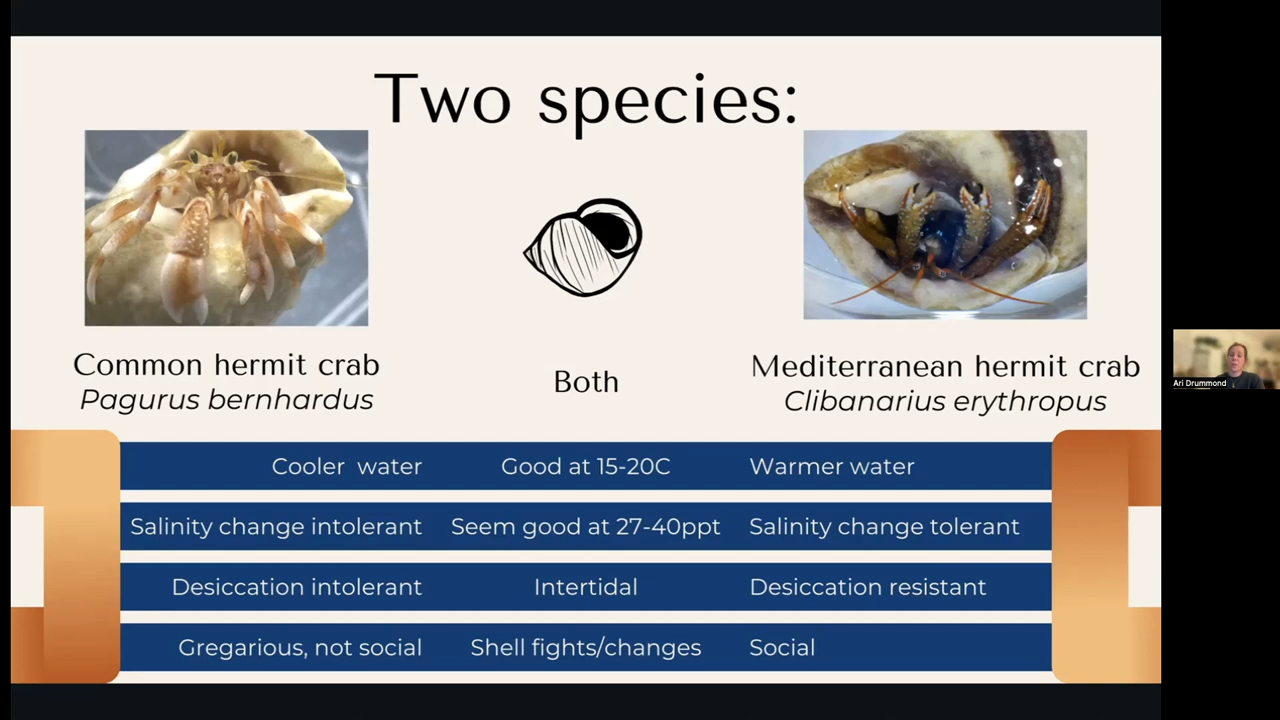 Two species:
Common hermit crab
Pagurus bernhardus
Both
Mediterranean hermit crab
Clibanarius erythropus
Cooler water Good at 15-20C Warmer water
Salinity change intolerant Seem good at 27-40ppt Salinity change tolerant
Desiccation intolerant Intertidal Desiccation resistant
Gregarious, not social Shell fights/changes Social
Ari Drummond